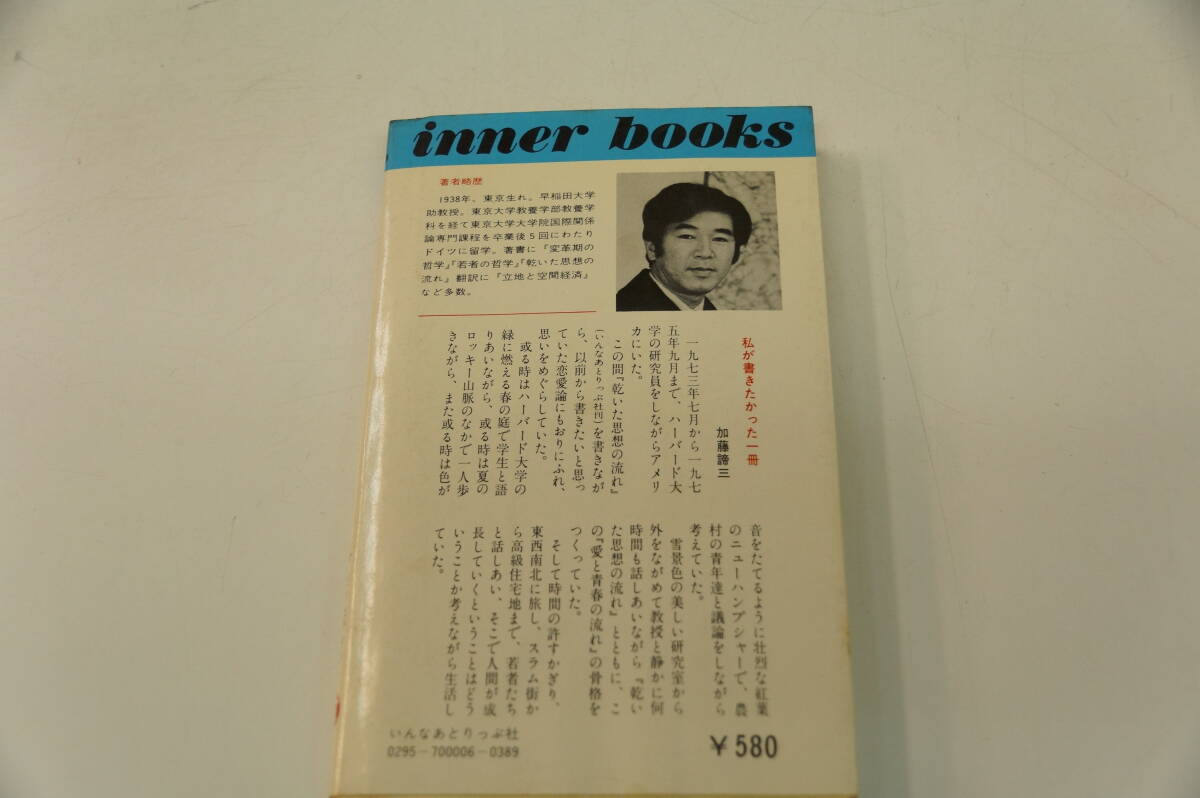 inner books
著者略歴
1938年、東京生れ。早稲田大学
助教授。東京大学教養学部教養学
科を経て東京大学大学院国際関係
論専門課程を卒業後5回にわたり
ドイツに留学。著書に『変革期の
哲学』『若者の哲学』『乾いた思想の
流れ』翻訳に『立地と空間経済』
など多数。
私が書きたかった一冊
加藤諦三
一九七三年七月から一九七
五年九月まで、ハーバード大
学の研究員をしながらアメリ
カにいた。
この間『乾いた思想の流れ』
(いんなあとりっぷ社刊)を書きなが
ら、以前から書きたいと思っ
ていた恋愛論にもおりにふれ、
思いをめぐらしていた。
或る時はハーバード大学の
緑に燃える春の庭で学生と語
りあいながら、或る時は夏の
ロッキー山脈のなかで一人歩
きながら、また或る時は色が
音をたてるように壮烈な紅葉
のニューハンプシャーで、農
村の青年達と議論をしながら
考えていた。
雪景色の美しい研究室から
外をながめて教授と静かに何
時間も話しあいながら『乾い
た思想の流れ』とともに、こ
の『愛と青春の流れ』の骨格を
つくっていた。
そして時間の許すかぎり、
東西南北に旅し、スラム街か
ら高級住宅地まで、若者たち
と話しあい、そこで人間が成
長していくということはどう
いうことか考えながら生活し
ていた。
いんなあとりっぷ社
0295-700006-0389
￥580